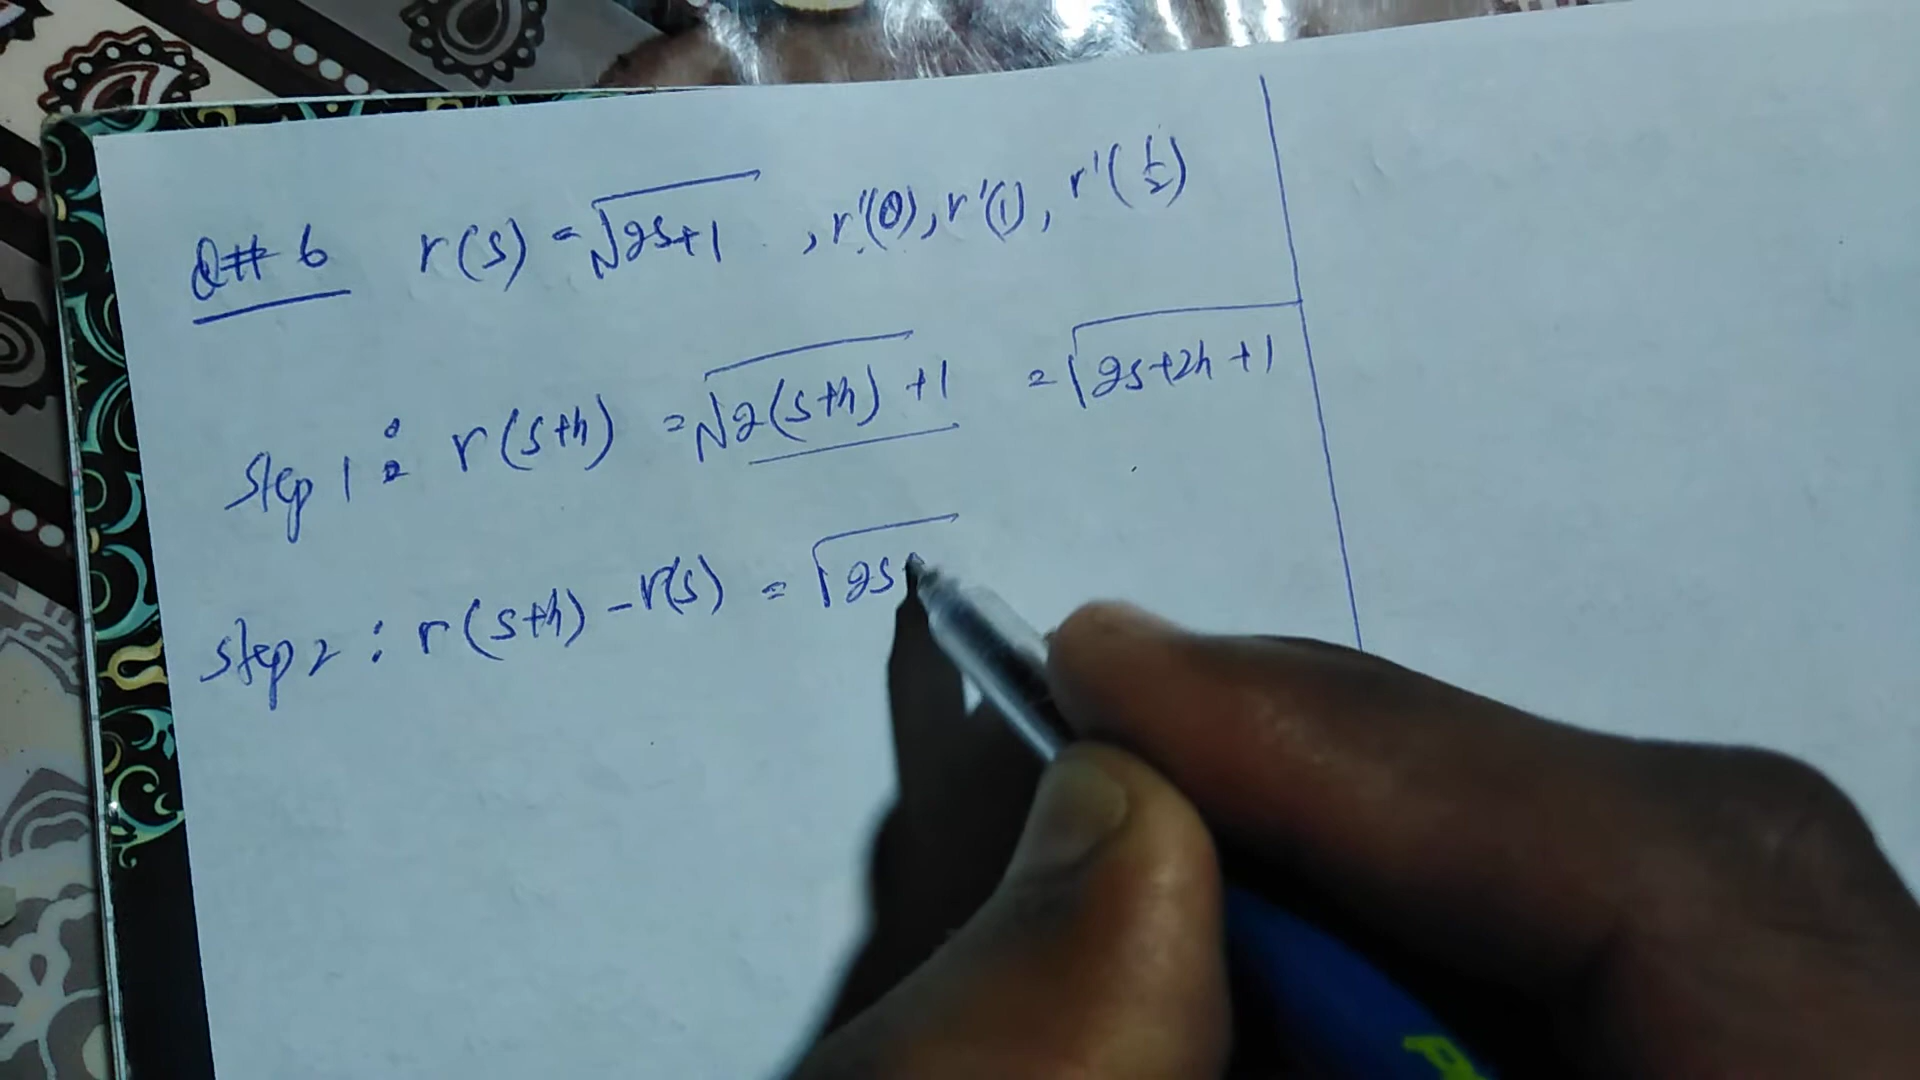 Q# 6 r(s) = √2s+1 , r'(0), r'(1), r'(1/2)
Step 1 : r(s+h) = √2(s+h) +1 = √2s+2h +1
Step 2 : r(s+h) - r(s) = √2s